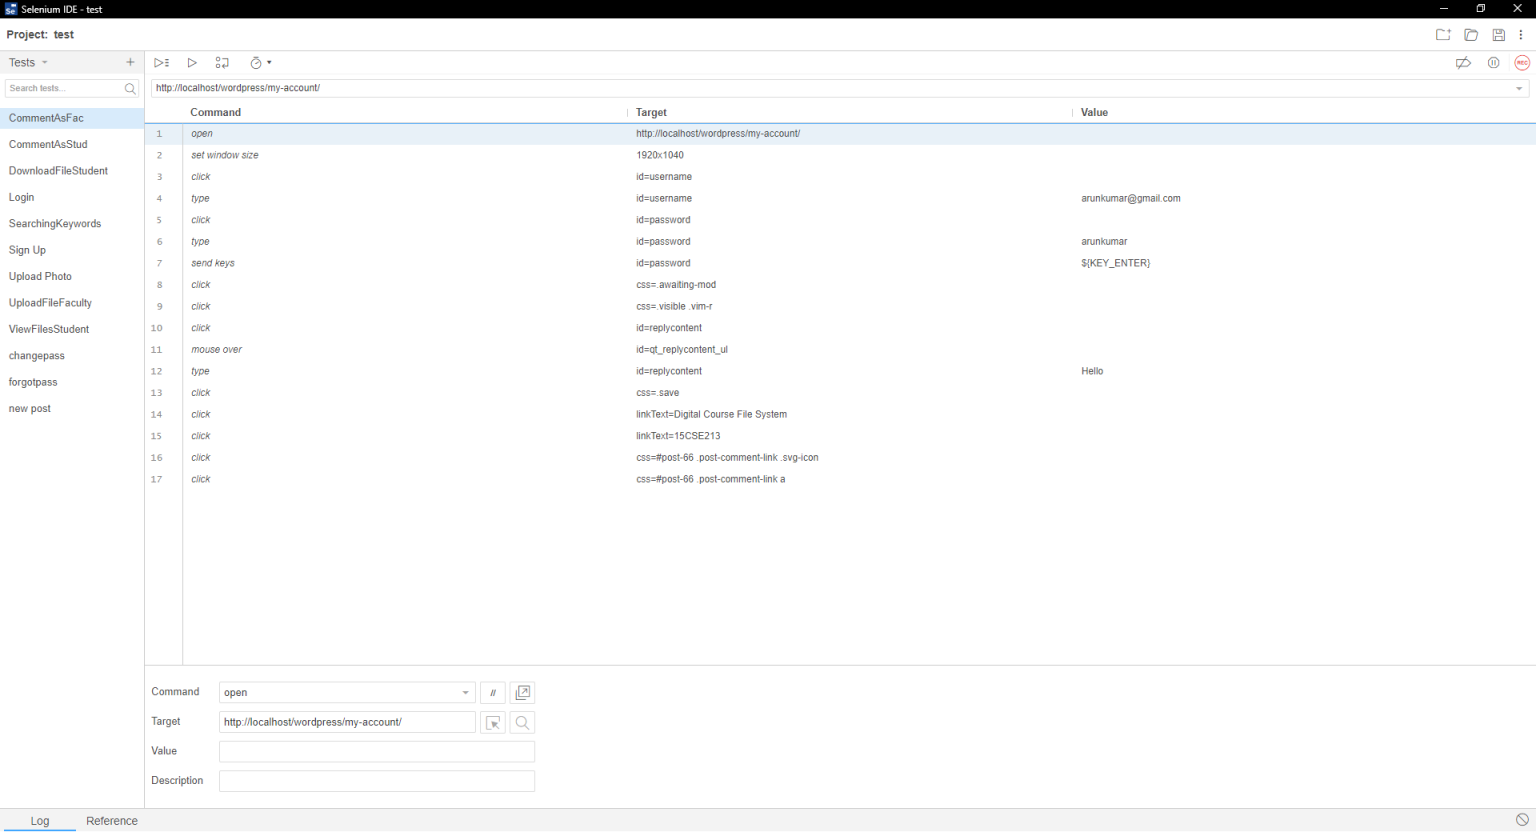 Selenium IDE - test
Project: test
Tests
Search tests...
CommentAsFac
CommentAsStud
DownloadFileStudent
Login
SearchingKeywords
Sign Up
Upload Photo
UploadFileFaculty
ViewFilesStudent
changepass
forgotpass
new post
REC
http://localhost/wordpress/my-account/
Command Target Value
1 open http://localhost/wordpress/my-account/
2 set window size 1920x1040
3 click id=username
4 type id=username arunkumar@gmail.com
5 click id=password
6 type id=password arunkumar
7 send keys id=password ${KEY_ENTER}
8 click css=.awaiting-mod
9 click css=.visible .vim-r
10 click id=replycontent
11 mouse over id=qt_replycontent_ul
12 type id=replycontent Hello
13 click css=.save
14 click linkText=Digital Course File System
15 click linkText=15CSE213
16 click css=#post-66 .post-comment-link .svg-icon
17 click css=#post-66 .post-comment-link a
Command open //
Target http://localhost/wordpress/my-account/
Value
Description
Log Reference